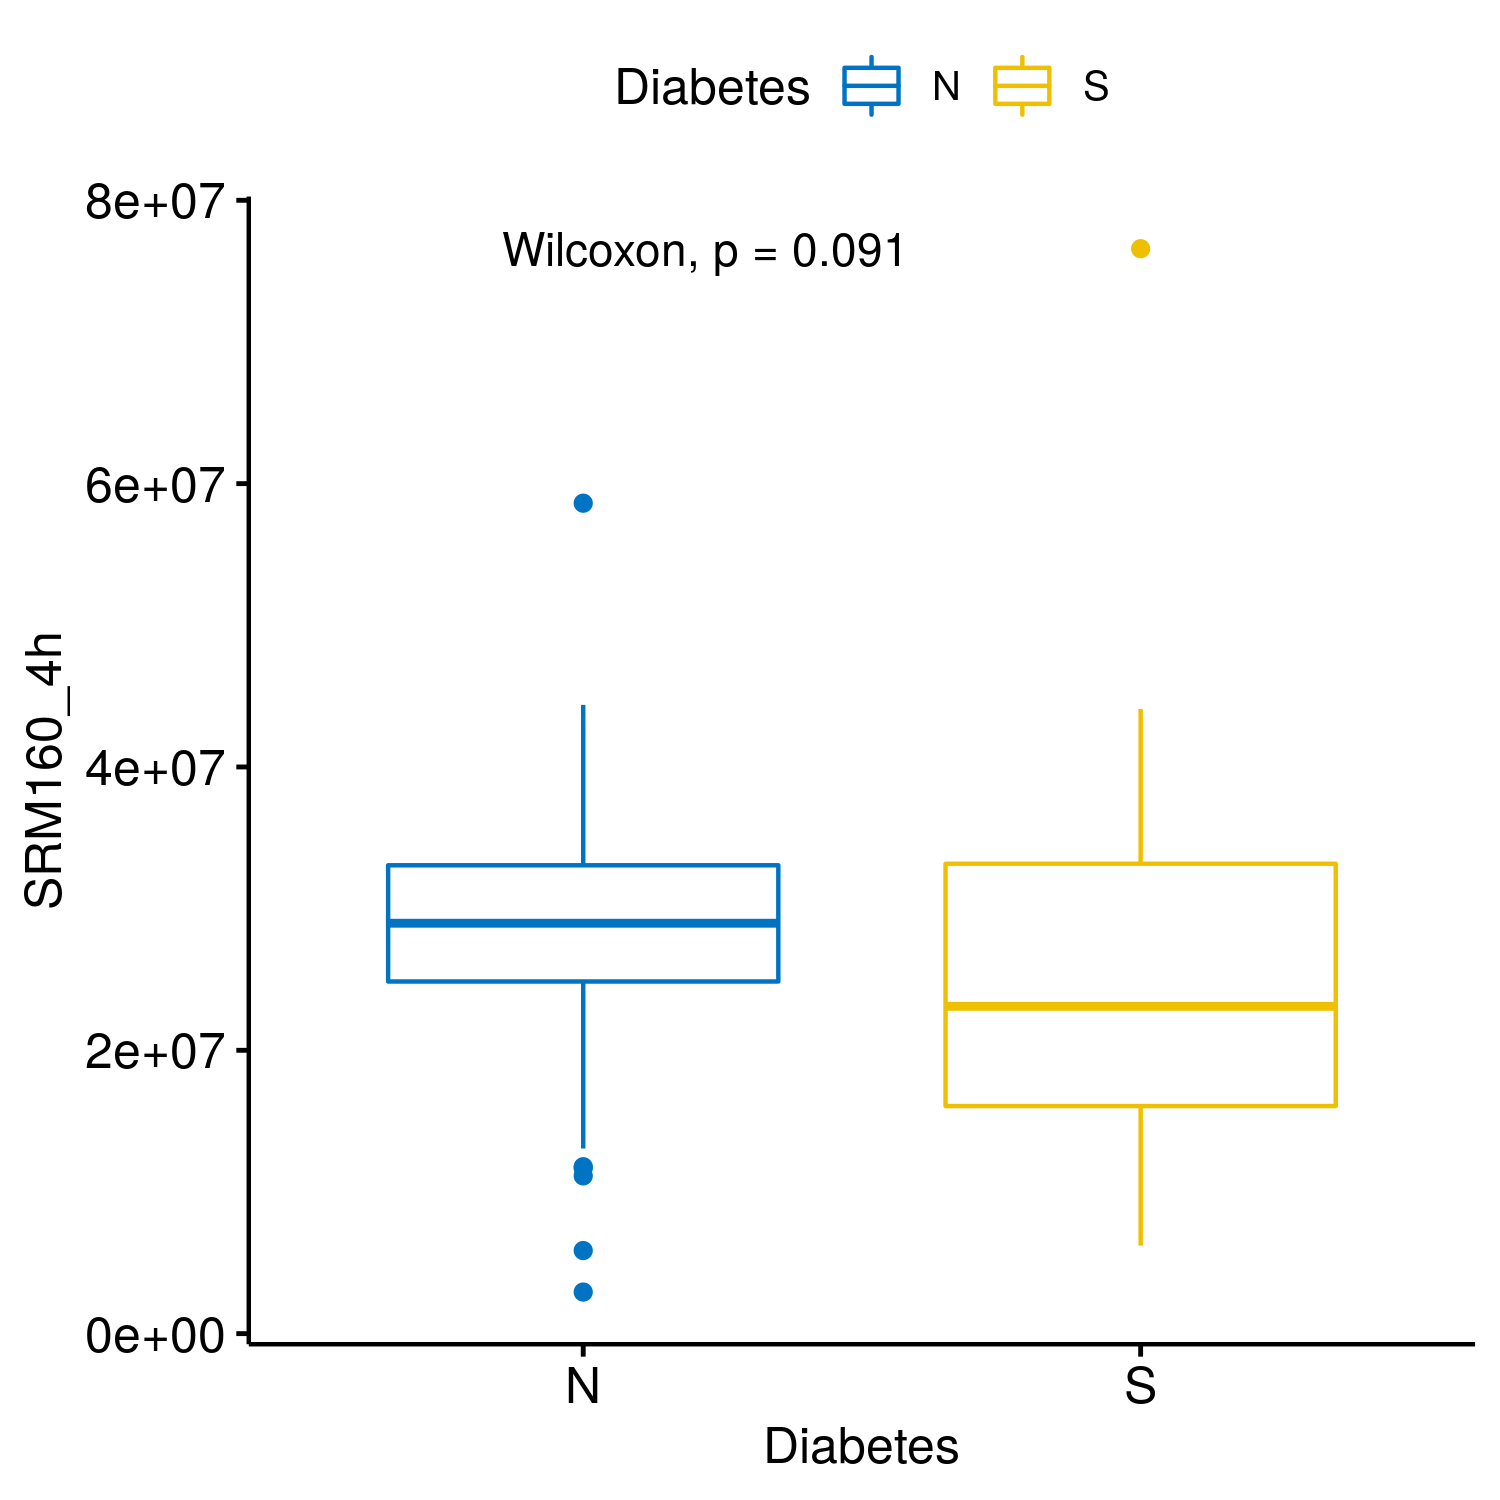 Diabetes N S
8e+07
Wilcoxon, p = 0.091
6e+07
4e+07
2e+07
0e+00
SRM160_4h
N S
Diabetes